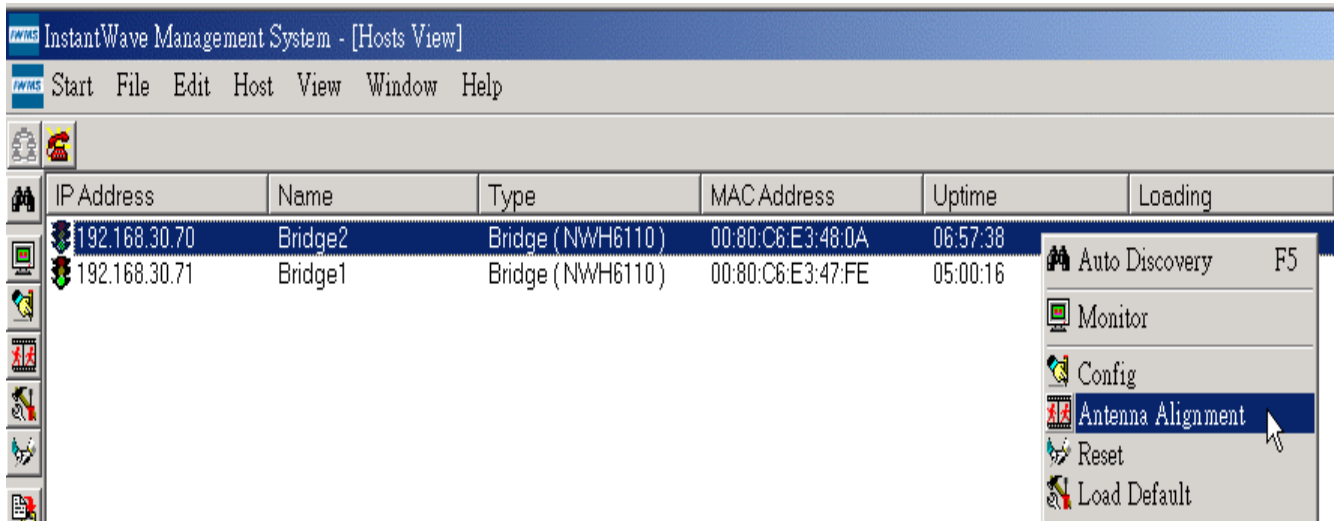 IWMS InstantWave Management System - [Hosts View]
IWMS Start File Edit Host View Window Help
IP Address Name Type MAC Address Uptime Loading
192.168.30.70 Bridge2 Bridge ( NWH6110 ) 00:80:C6:E3:48:0A 06:57:38
192.168.30.71 Bridge1 Bridge ( NWH6110 ) 00:80:C6:E3:47:FE 05:00:16
Auto Discovery F5
Monitor
Config
Antenna Alignment
Reset
Load Default